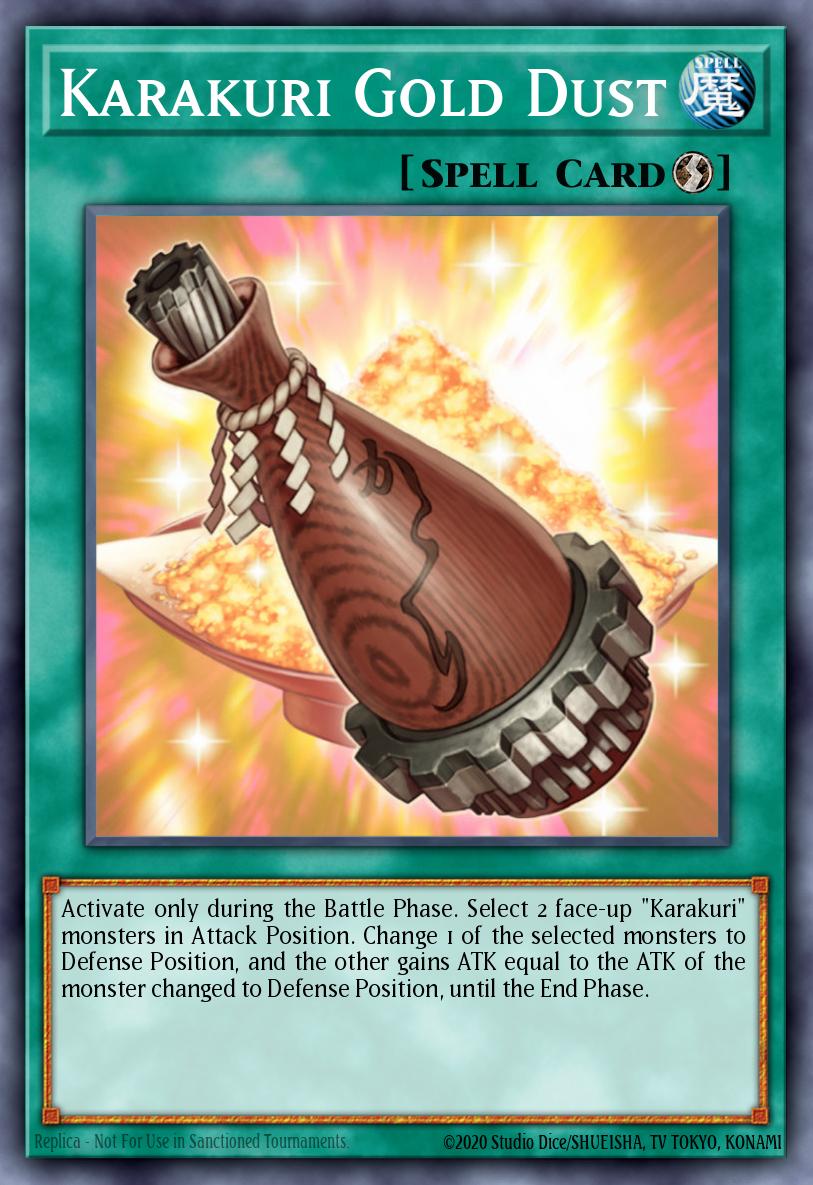 Karakuri Gold Dust
SPELL
魔
[Spell Card]
か
Activate only during the Battle Phase. Select 2 face-up "Karakuri"
monsters in Attack Position. Change 1 of the selected monsters to
Defense Position, and the other gains ATK equal to the ATK of the
monster changed to Defense Position, until the End Phase.
Replica - Not For Use in Sanctioned Tournaments.
©2020 Studio Dice/SHUEISHA, TV TOKYO, KONAMI